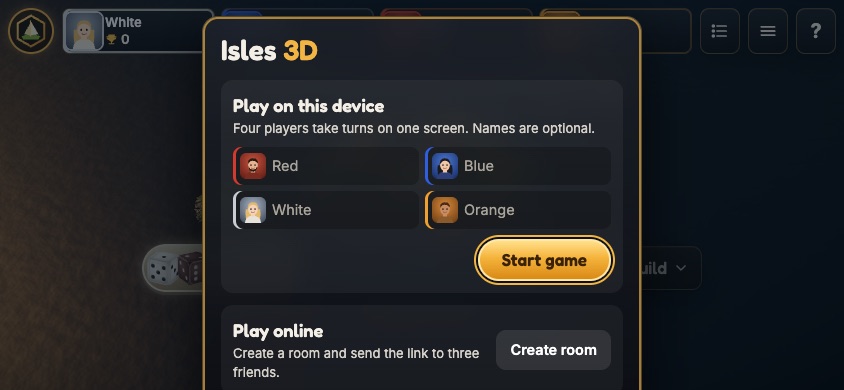 White
0
?
Isles 3D
Play on this device
Four players take turns on one screen. Names are optional.
Red
Blue
White
Orange
Start game
uild
Play online
Create a room and send the link to three
friends.
Create room